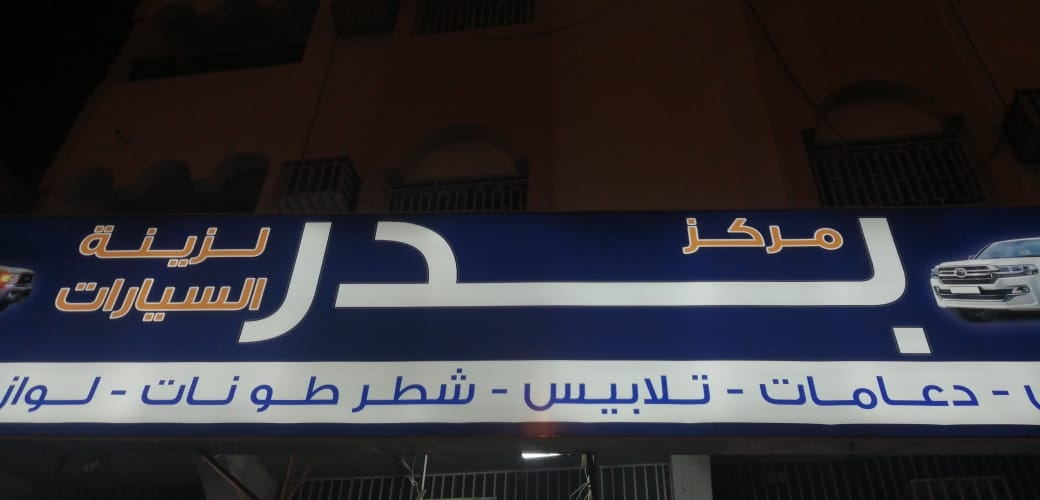 مركز
بدر
لزينة
السيارات
دعامات - تلابيس - شطر طونات -